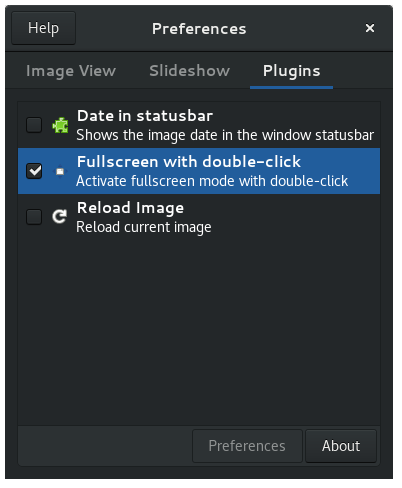 Help Preferences ×
Image View Slideshow Plugins
Date in statusbar
Shows the image date in the window statusbar
Fullscreen with double-click
Activate fullscreen mode with double-click
Reload Image
Reload current image
Preferences About